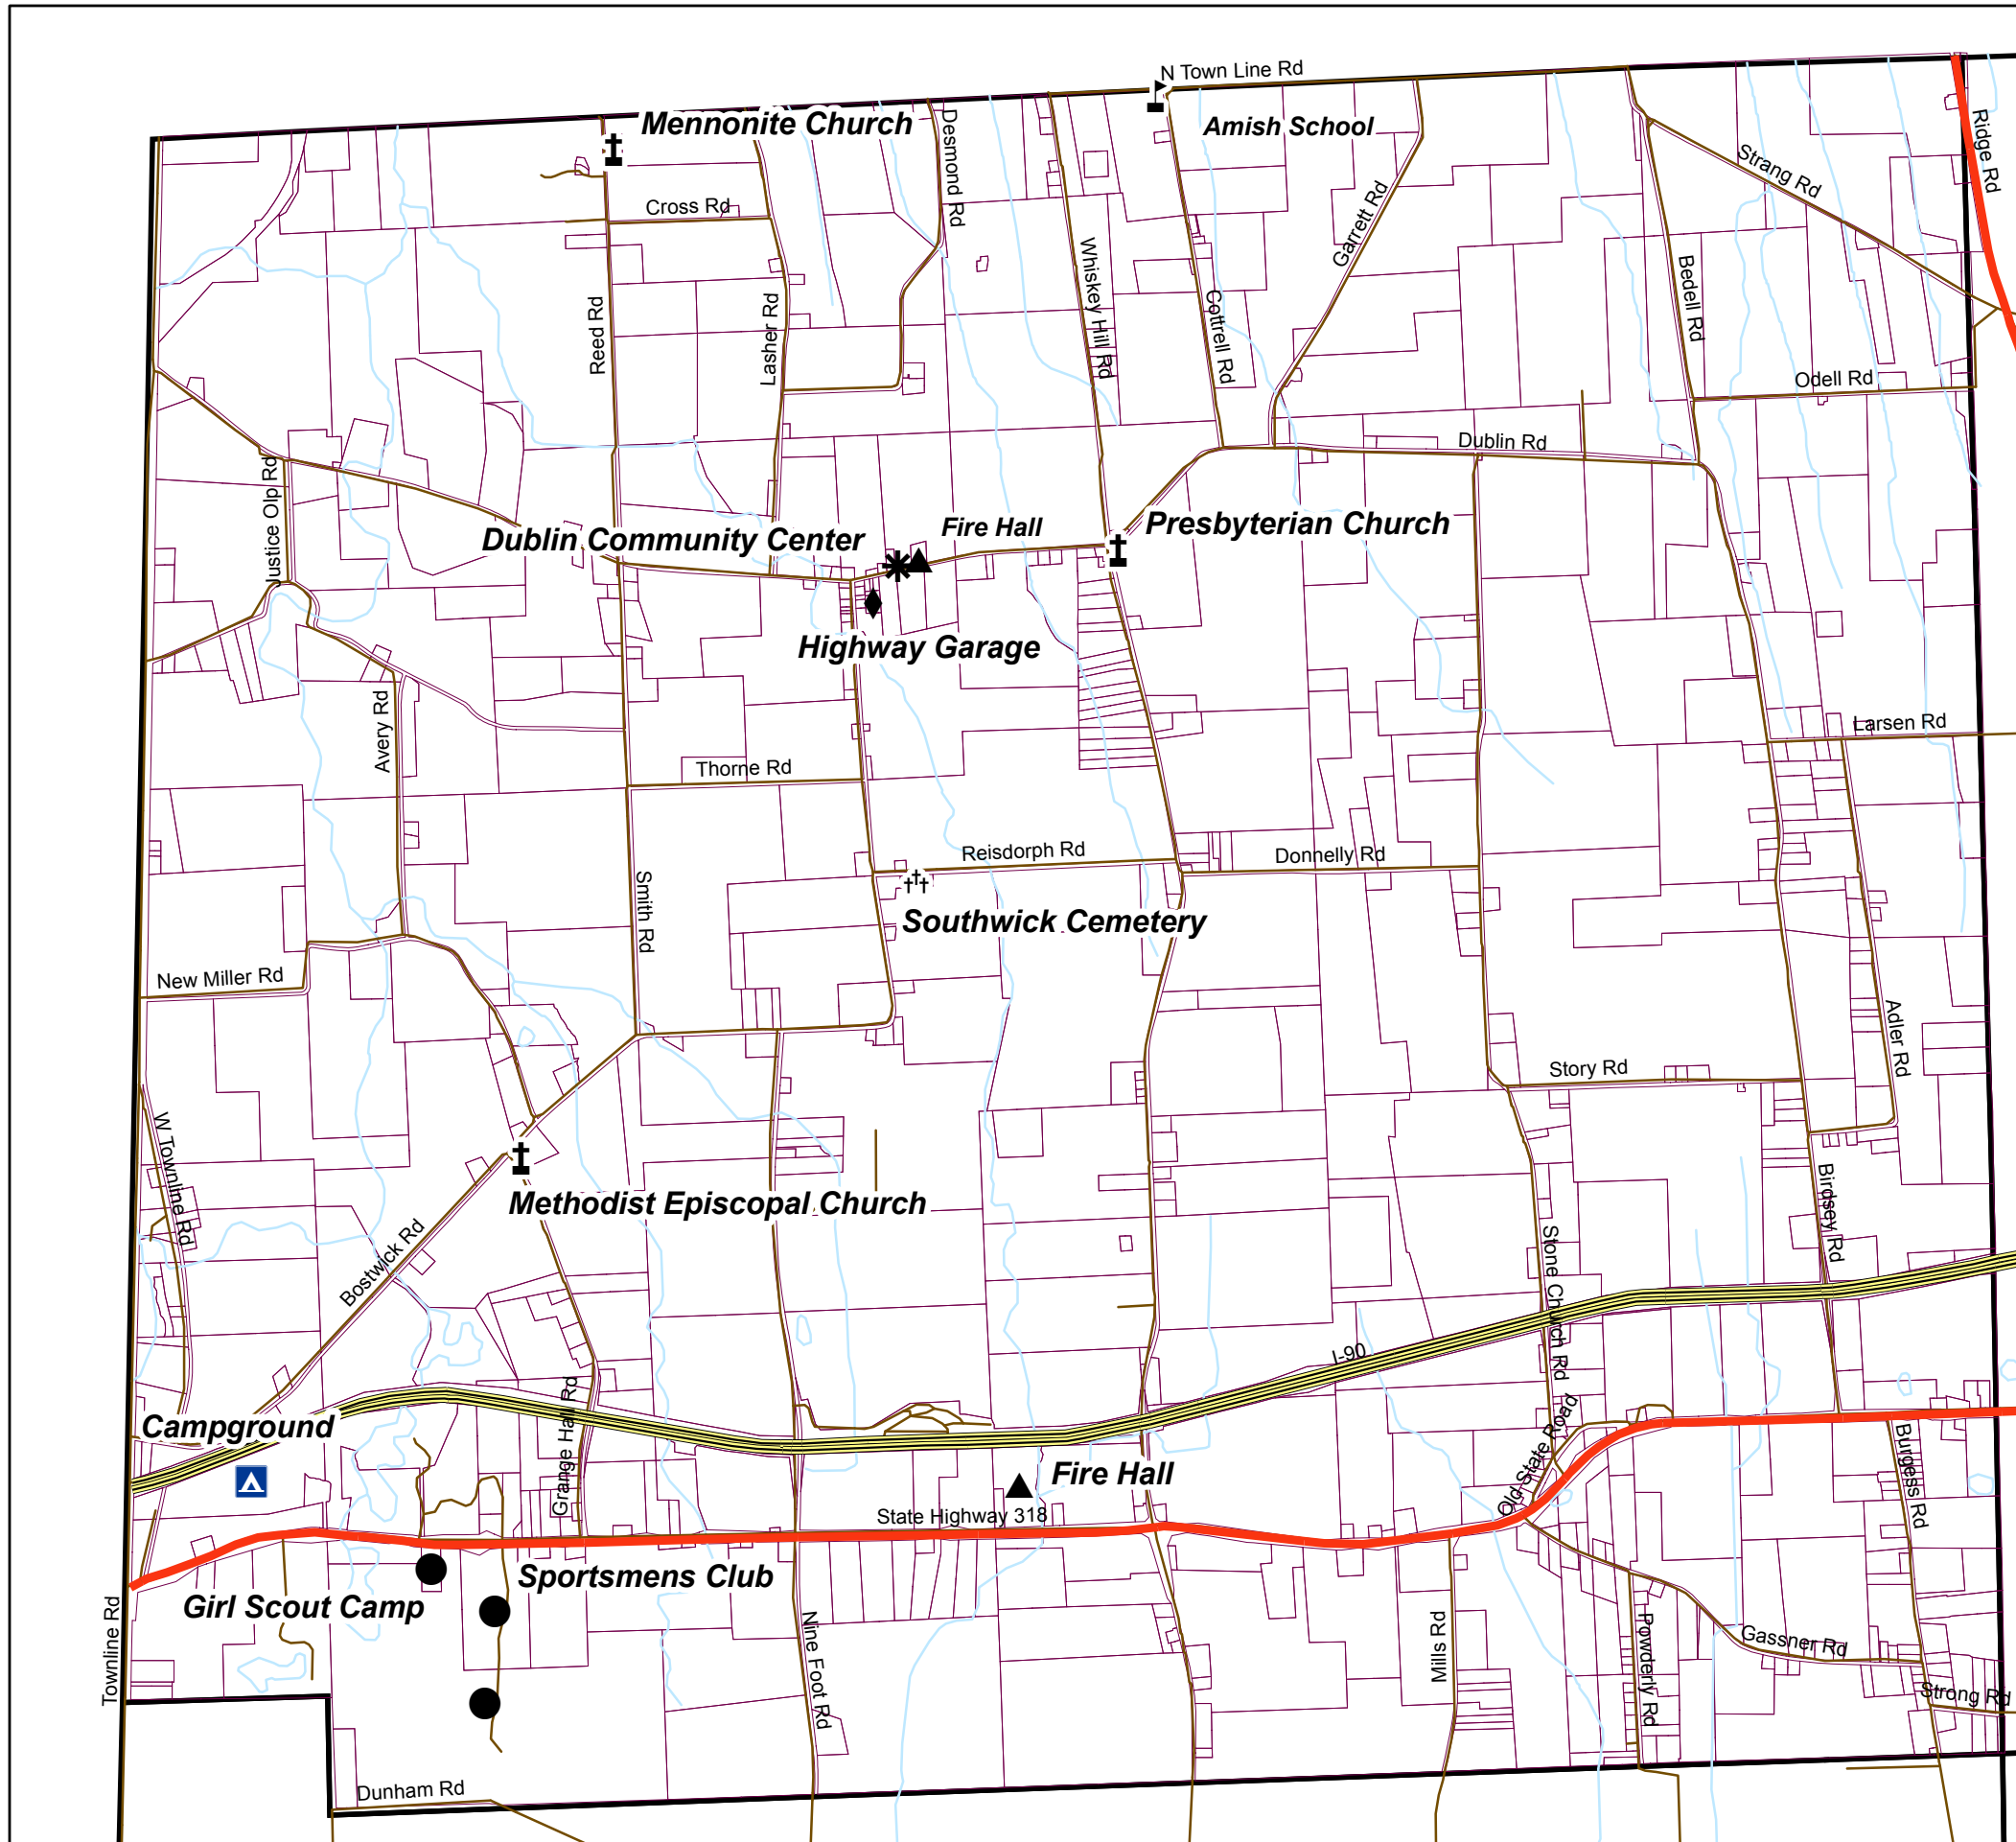 N Town Line Rd
Mennonite Church
Amish School
Desmond Rd
Ridge Rd
Strang Rd
Cross Rd
Garrett Rd
Whiskey Hill Rd
Bedell Rd
Reed Rd
Lasher Rd
Cottrell Rd
Odell Rd
Dublin Rd
Justice Olp Rd
Dublin Community Center
Fire Hall
Presbyterian Church
Highway Garage
Avery Rd
Larsen Rd
Thorne Rd
Reisdorph Rd
Donnelly Rd
Smith Rd
Southwick Cemetery
New Miller Rd
Adler Rd
Story Rd
W Townline Rd
Methodist Episcopal Church
Birdsey Rd
Bostwick Rd
Stone Church Rd
I-90
Campground
Grange Hall Rd
Old State Road
Burgess Rd
Fire Hall
State Highway 318
Sportsmens Club
Girl Scout Camp
Townline Rd
Nine Foot Rd
Mills Rd
Powderly Rd
Gassner Rd
Strong Rd
Dunham Rd